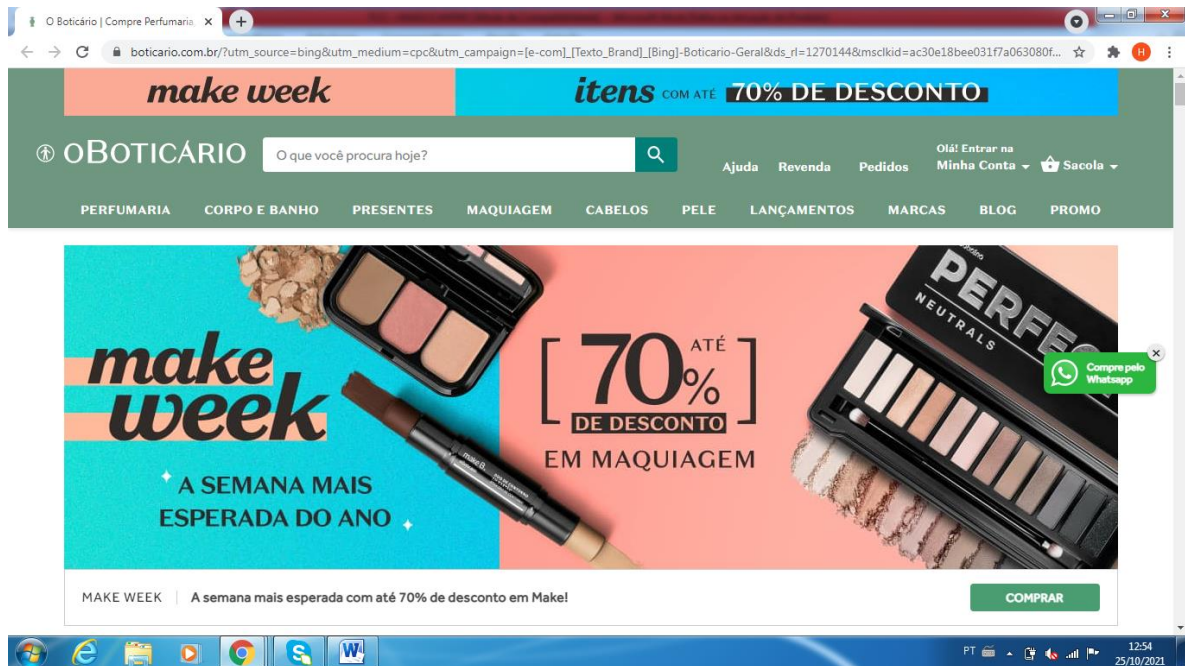 O Boticário | Compre Perfumaria,
boticario.com.br/?utm_source=bing&utm_medium=cpc&utm_campaign=[e-com]_[Texto_Brand]_[Bing]-Boticario-Geral&ds_rl=1270144&msclkid=ac30e18bee031f7a063080f...
H
make week
itens COM ATÉ 70% DE DESCONTO
OBOTICÁRIO
O que você procura hoje?
Ajuda Revenda Pedidos
Olá! Entrar na
Minha Conta
Sacola
PERFUMARIA CORPO E BANHO PRESENTES MAQUIAGEM CABELOS PELE LANÇAMENTOS MARCAS BLOG PROMO
make
week
A SEMANA MAIS
ESPERADA DO ANO
ATÉ
70%
DE DESCONTO
EM MAQUIAGEM
make B.
NEUTRALS
Compre pelo
Whatsapp
MAKE WEEK
A semana mais esperada com até 70% de desconto em Make!
COMPRAR
PT
12:54
25/10/2021